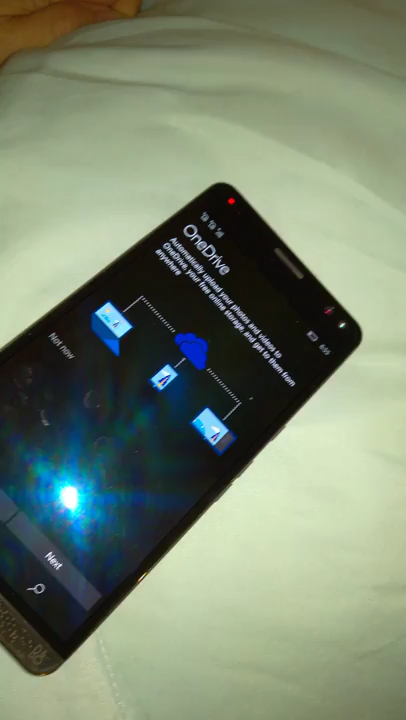 OneDrive
Automatically upload your photos and videos to
OneDrive, your free online storage, and get to them from
anywhere
Not now
Next